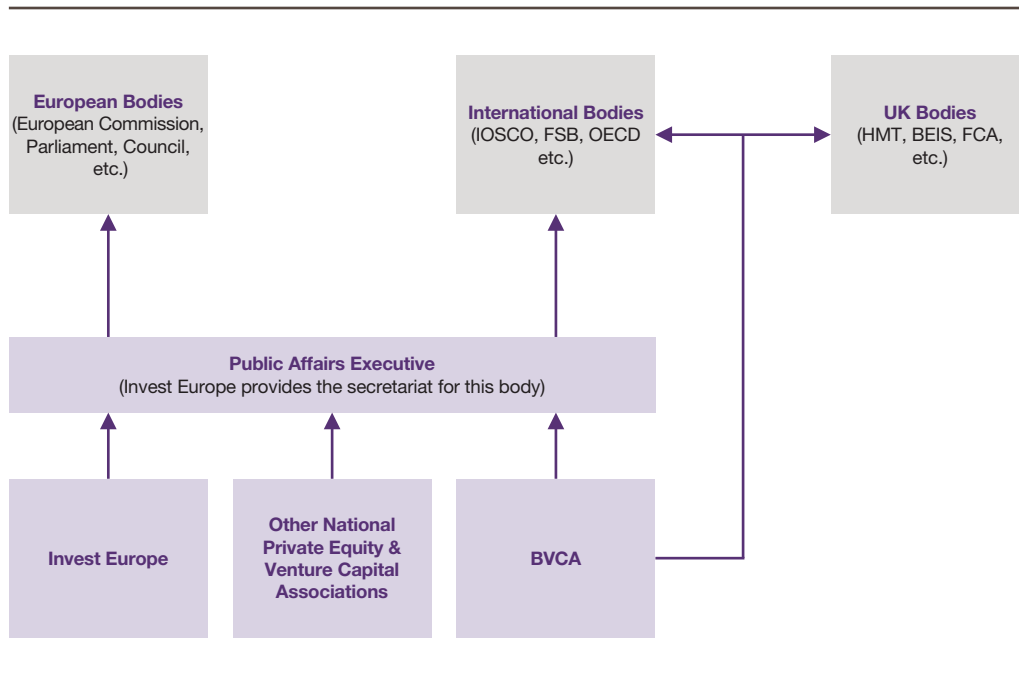 European Bodies
(European Commission,
Parliament, Council,
etc.)
International Bodies
(IOSCO, FSB, OECD
etc.)
UK Bodies
(HMT, BEIS, FCA,
etc.)
Public Affairs Executive
(Invest Europe provides the secretariat for this body)
Invest Europe
Other National
Private Equity &
Venture Capital
Associations
BVCA